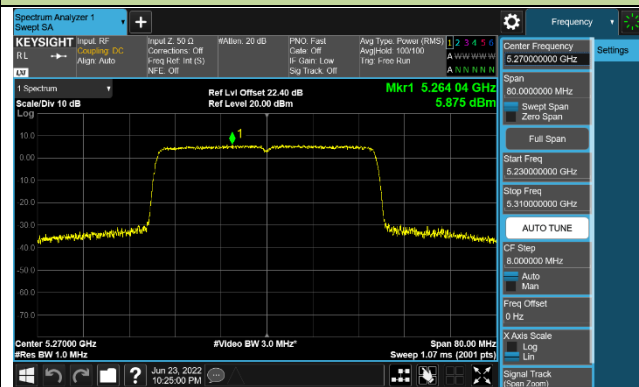 Spectrum Analyzer 1
Swept SA
+
Frequency
KEYSIGHT
RL
LXI
Input: RF
Coupling: DC
Align: Auto
Input Z: 50 Ω
Corrections: Off
Freq Ref: Int (S)
NFE: Off
#Atten: 20 dB
PNO: Fast
Gate: Off
IF Gain: Low
Sig Track: Off
Avg Type: Power (RMS)
Avg|Hold: 100/100
Trig: Free Run
1 2 3 4 5 6
A W W W W W
A N N N N N
1 Spectrum
Scale/Div 10 dB
Log
Ref Lvl Offset 22.40 dB
Ref Level 20.00 dBm
Mkr1 5.264 04 GHz
5.875 dBm
1
10.0
0.00
-10.0
-20.0
-30.0
-40.0
-50.0
-60.0
-70.0
Center 5.27000 GHz
#Res BW 1.0 MHz
#Video BW 3.0 MHz*
Span 80.00 MHz
Sweep 1.07 ms (2001 pts)
Jun 23, 2022
10:25:00 PM
?
Center Frequency
5.270000000 GHz
Settings
Span
80.0000000 MHz
Swept Span
Zero Span
Full Span
Start Freq
5.230000000 GHz
Stop Freq
5.310000000 GHz
AUTO TUNE
CF Step
8.000000 MHz
Auto
Man
Freq Offset
0 Hz
X Axis Scale
Log
Lin
Signal Track
(Span Zoom)